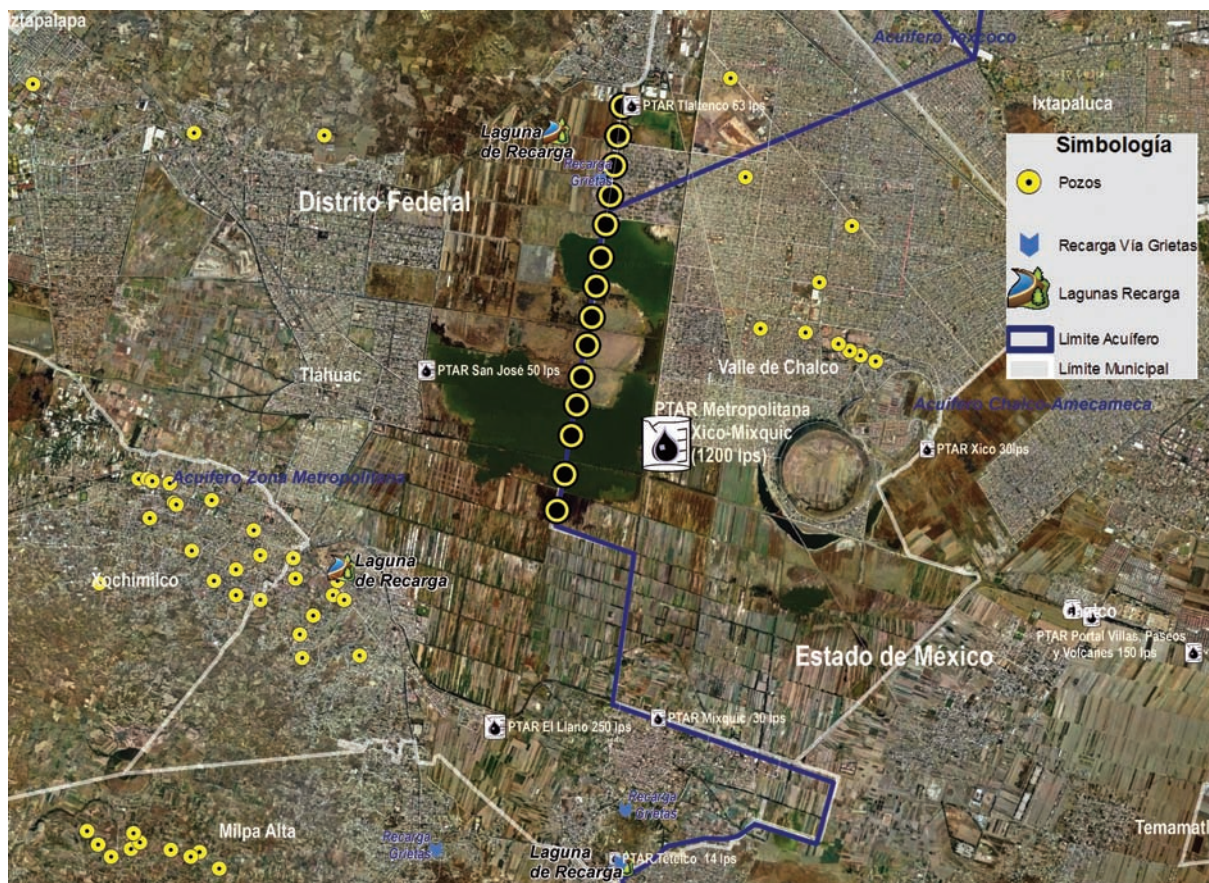 Iztapalapa
Acuífero Texcoco
Ixtapaluca
PTAR Tlaltenco 63 lps
Laguna
de Recarga
Recarga
Grietas
Distrito Federal
Simbología
Pozos
Recarga Vía Grietas
Lagunas Recarga
Limite Acuífero
Límite Municipal
Tláhuac
PTAR San José 50 lps
Valle de Chalco
PTAR Metropolitana
Xico-Mixquic
(1200 lps)
Acuífero Chalco-Amecameca
PTAR Xico 30lps
Acuífero Zona Metropolitana
Xochimilco
Laguna
de Recarga
Chalco
PTAR Portal Villas, Paseos
y Volcanes 150 lps
Estado de México
PTAR El Llano 250 lps
PTAR Mixquic 30 lps
Recarga
Grietas
Milpa Alta
Recarga
Grietas
Laguna
de Recarga
PTAR Tetelco 14 lps
Temamatl